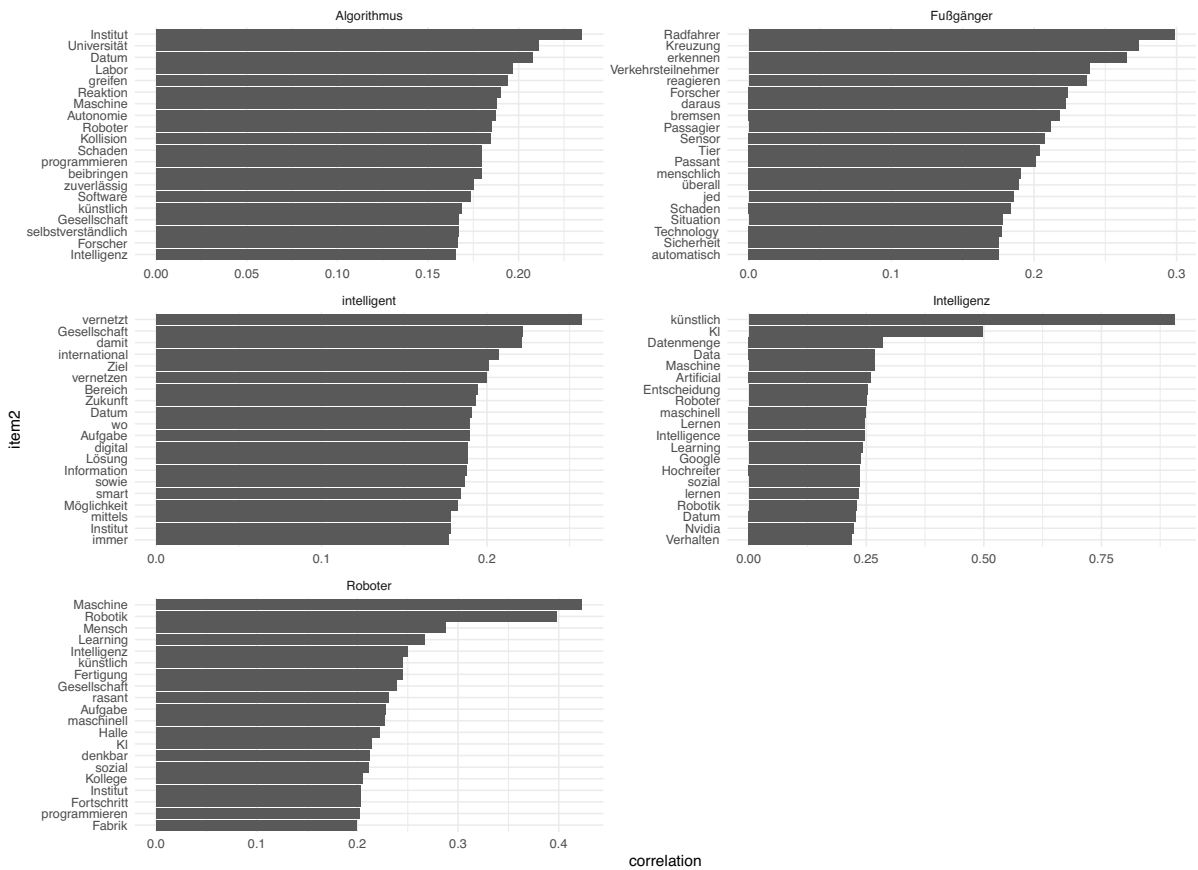 Algorithmus
Institut
Universität
Datum
Labor
greifen
Reaktion
Maschine
Autonomie
Roboter
Kollision
Schaden
programmieren
beibringen
zuverlässig
Software
künstlich
Gesellschaft
selbstverständlich
Forscher
Intelligenz
0.00 0.05 0.10 0.15 0.20
Fußgänger
Radfahrer
Kreuzung
erkennen
Verkehrsteilnehmer
reagieren
Forscher
daraus
bremsen
Passagier
Sensor
Tier
Passant
menschlich
überall
jed
Schaden
Situation
Technology
Sicherheit
automatisch
0.0 0.1 0.2 0.3
intelligent
vernetzt
Gesellschaft
damit
international
Ziel
vernetzen
Bereich
Zukunft
Datum
wo
Aufgabe
digital
Lösung
Information
sowie
smart
Möglichkeit
mittels
Institut
immer
0.0 0.1 0.2
Intelligenz
künstlich
KI
Datenmenge
Data
Maschine
Artificial
Entscheidung
Roboter
maschinell
Lernen
Intelligence
Learning
Google
Hochreiter
sozial
lernen
Robotik
Datum
Nvidia
Verhalten
0.00 0.25 0.50 0.75
Roboter
Maschine
Robotik
Mensch
Learning
Intelligenz
künstlich
Fertigung
Gesellschaft
rasant
Aufgabe
maschinell
Halle
KI
denkbar
sozial
Kollege
Institut
Fortschritt
programmieren
Fabrik
0.0 0.1 0.2 0.3 0.4
item2
correlation